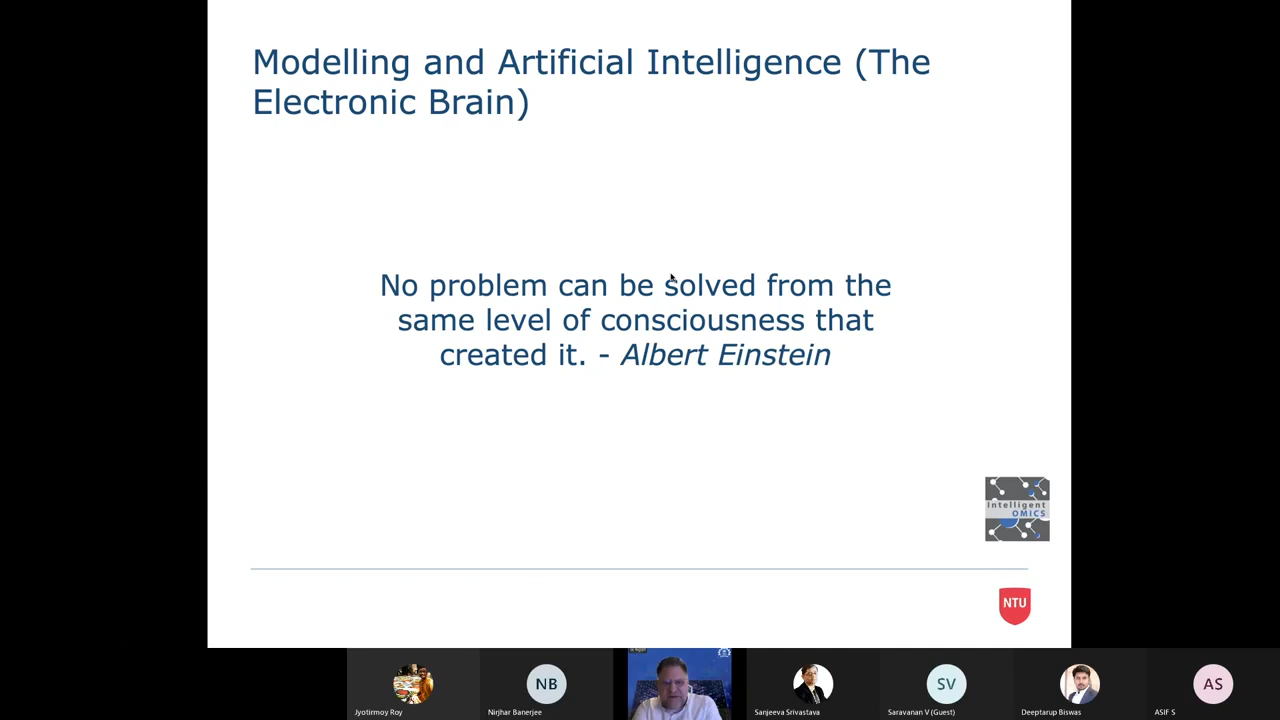 Modelling and Artificial Intelligence (The
Electronic Brain)
No problem can be solved from the
same level of consciousness that
created it. - Albert Einstein
Intelligent
OMICS
NTU
NB
SV
AS
Jyotirmoy Roy
Nirjhar Banerjee
Sanjeeva Srivastava
Saravanan V (Guest)
Deeptarup Biswas
ASIF S